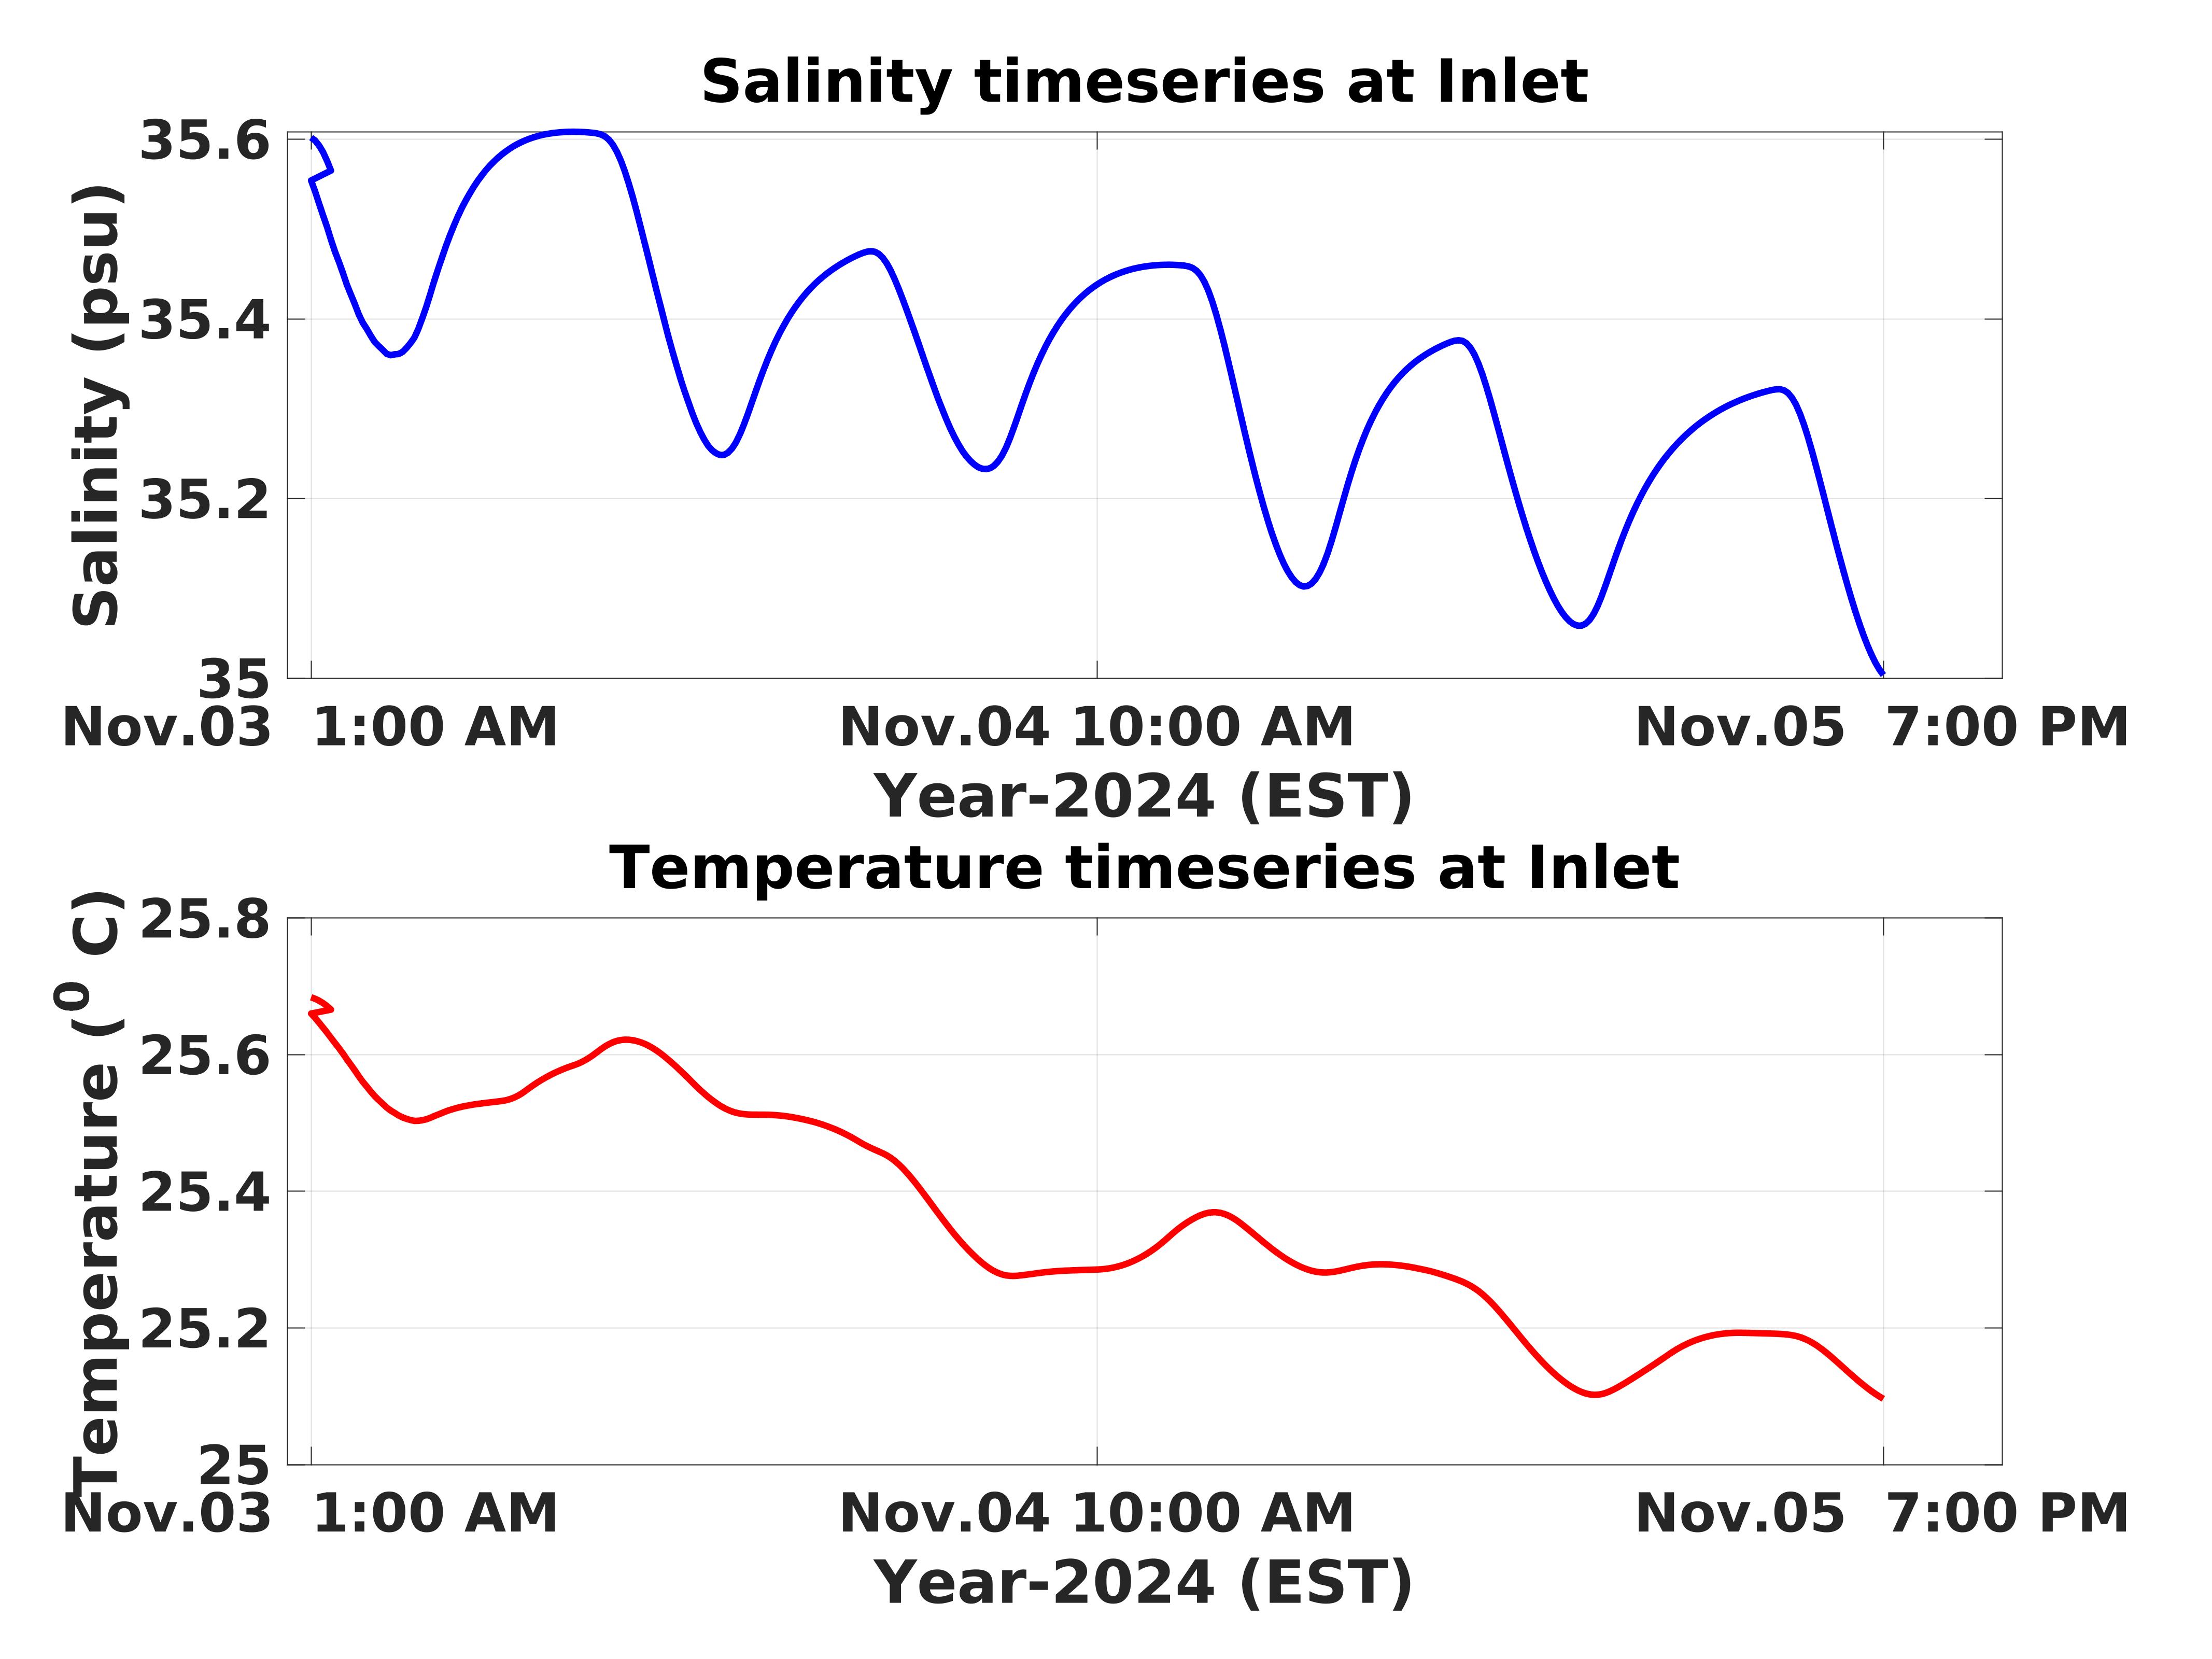 Salinity timeseries at Inlet
Salinity (psu)
35.6
35.4
35.2
35
Nov.03 1:00 AM
Nov.04 10:00 AM
Nov.05 7:00 PM
Year-2024 (EST)
Temperature timeseries at Inlet
Temperature (⁰ C)
25.8
25.6
25.4
25.2
25
Nov.03 1:00 AM
Nov.04 10:00 AM
Nov.05 7:00 PM
Year-2024 (EST)